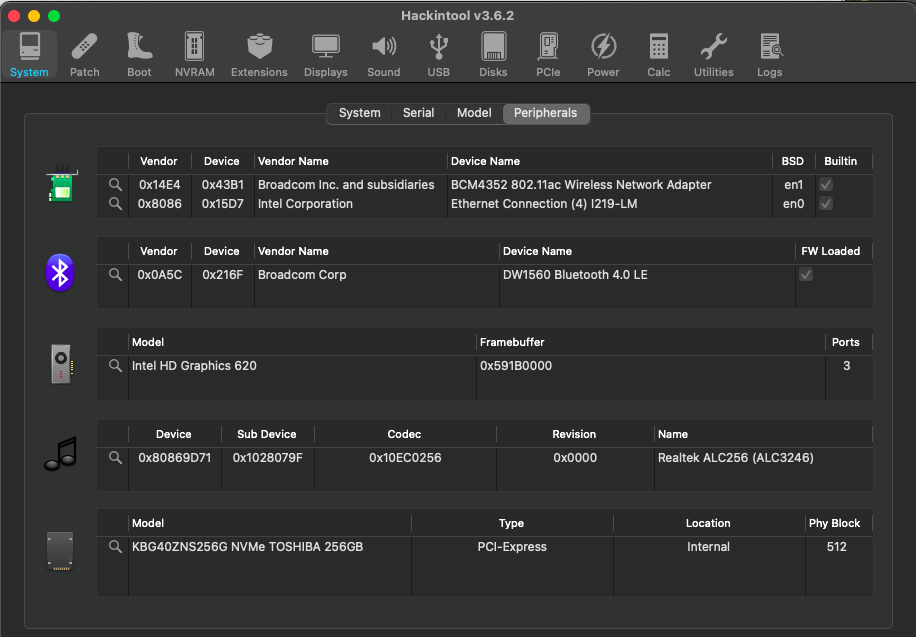 Hackintool v3.6.2
System Patch Boot NVRAM Extensions Displays Sound USB Disks PCIe Power Calc Utilities Logs
System Serial Model Peripherals
Vendor Device Vendor Name Device Name BSD Builtin
0x14E4 0x43B1 Broadcom Inc. and subsidiaries BCM4352 802.11ac Wireless Network Adapter en1
0x8086 0x15D7 Intel Corporation Ethernet Connection (4) I219-LM en0
Vendor Device Vendor Name Device Name FW Loaded
0x0A5C 0x216F Broadcom Corp DW1560 Bluetooth 4.0 LE
Model Framebuffer Ports
Intel HD Graphics 620 0x591B0000 3
Device Sub Device Codec Revision Name
0x80869D71 0x1028079F 0x10EC0256 0x0000 Realtek ALC256 (ALC3246)
Model Type Location Phy Block
KBG40ZNS256G NVMe TOSHIBA 256GB PCI-Express Internal 512